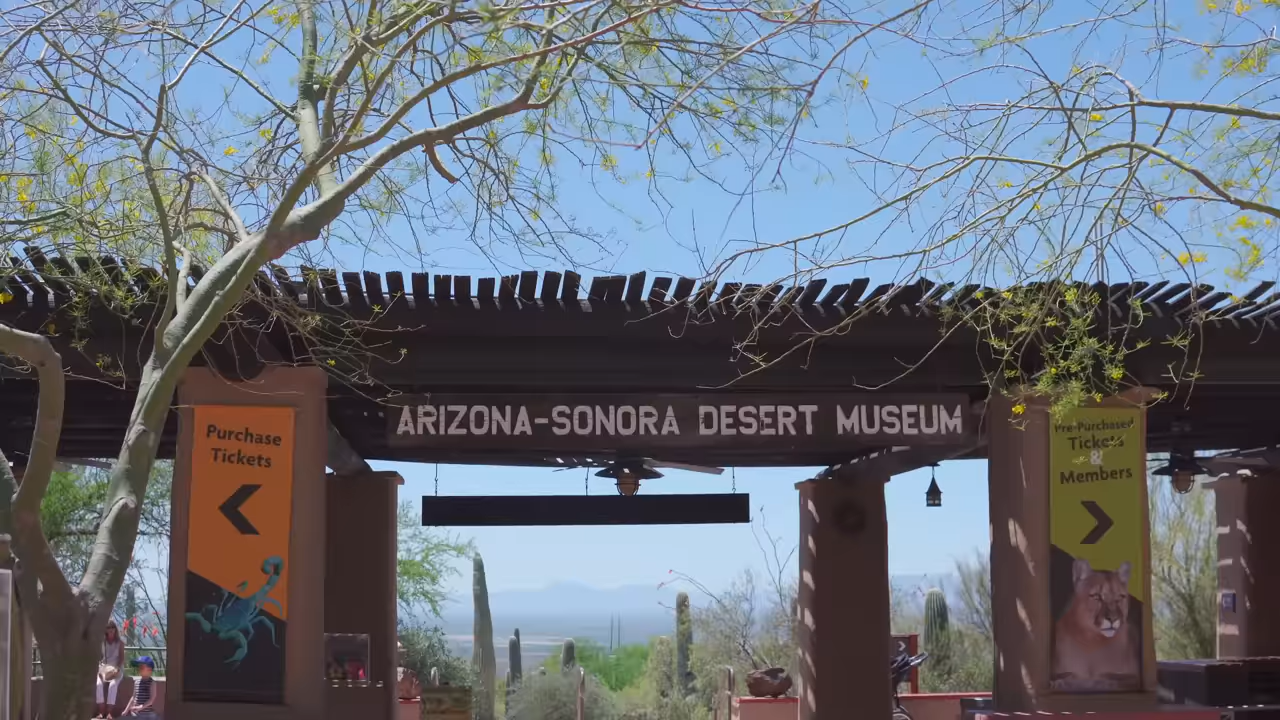 ARIZONA-SONORA DESERT MUSEUM
Purchase
Tickets
Pre-Purchased
Tickets
&
Members